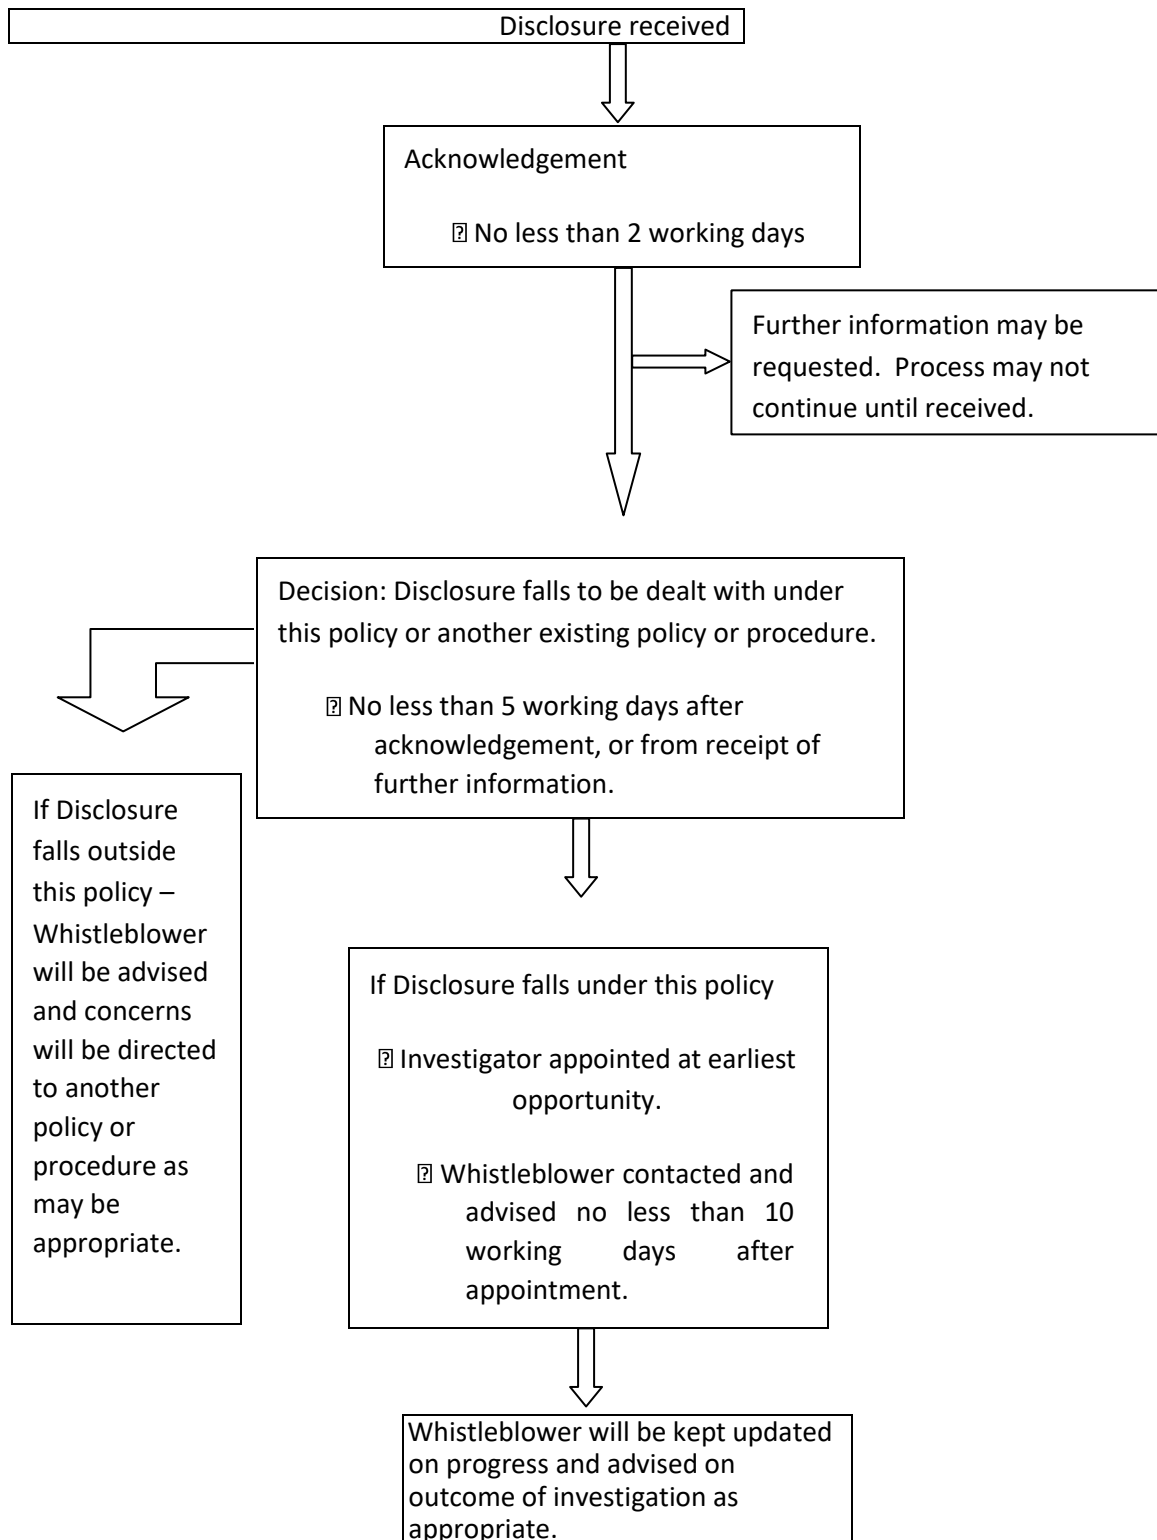 Disclosure received
Acknowledgement
⍰ No less than 2 working days
Further information may be
requested.  Process may not
continue until received.
Decision: Disclosure falls to be dealt with under
this policy or another existing policy or procedure.
⍰ No less than 5 working days after
acknowledgement, or from receipt of
further information.
If Disclosure
falls outside
this policy –
Whistleblower
will be advised
and concerns
will be directed
to another
policy or
procedure as
may be
appropriate.
If Disclosure falls under this policy
⍰ Investigator appointed at earliest
opportunity.
⍰ Whistleblower contacted and
advised no less than 10
working days after
appointment.
Whistleblower will be kept updated
on progress and advised on
outcome of investigation as
appropriate.